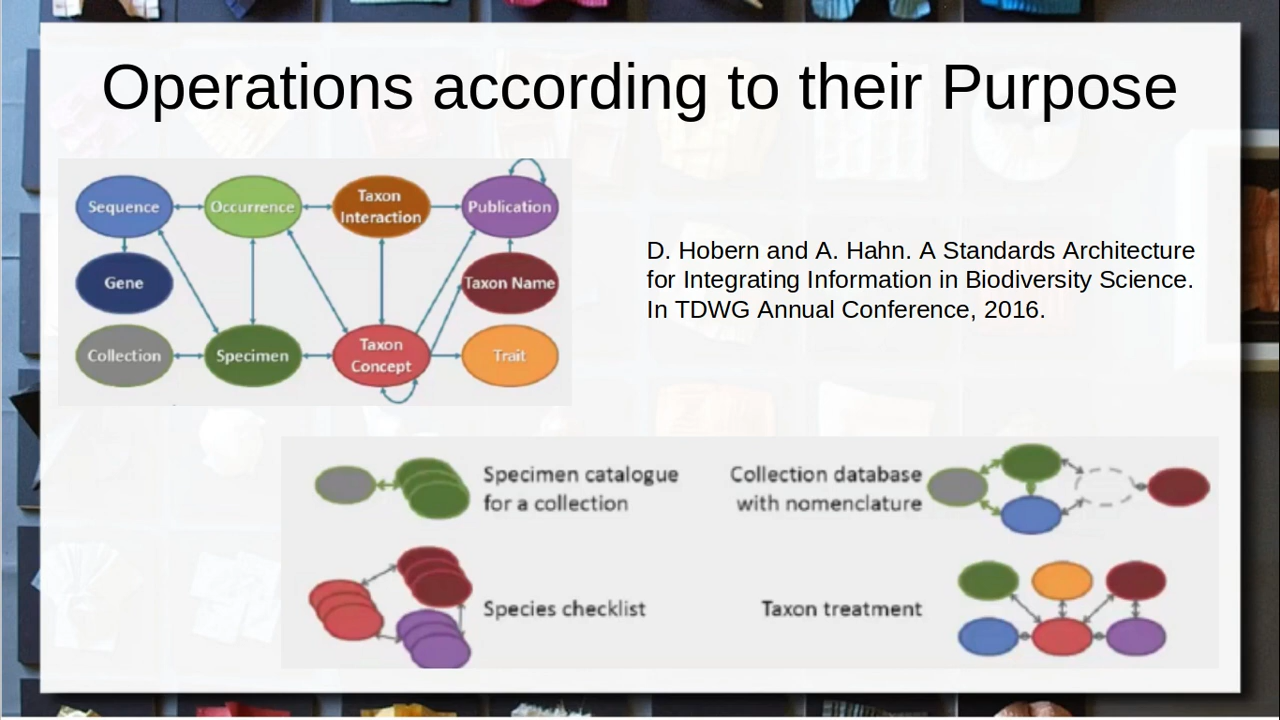 Operations according to their Purpose
Sequence
Occurrence
Taxon
Interaction
Publication
Gene
Taxon Name
Collection
Specimen
Taxon
Concept
Trait
D. Hobern and A. Hahn. A Standards Architecture
for Integrating Information in Biodiversity Science.
In TDWG Annual Conference, 2016.
Specimen catalogue
for a collection
Collection database
with nomenclature
Species checklist
Taxon treatment